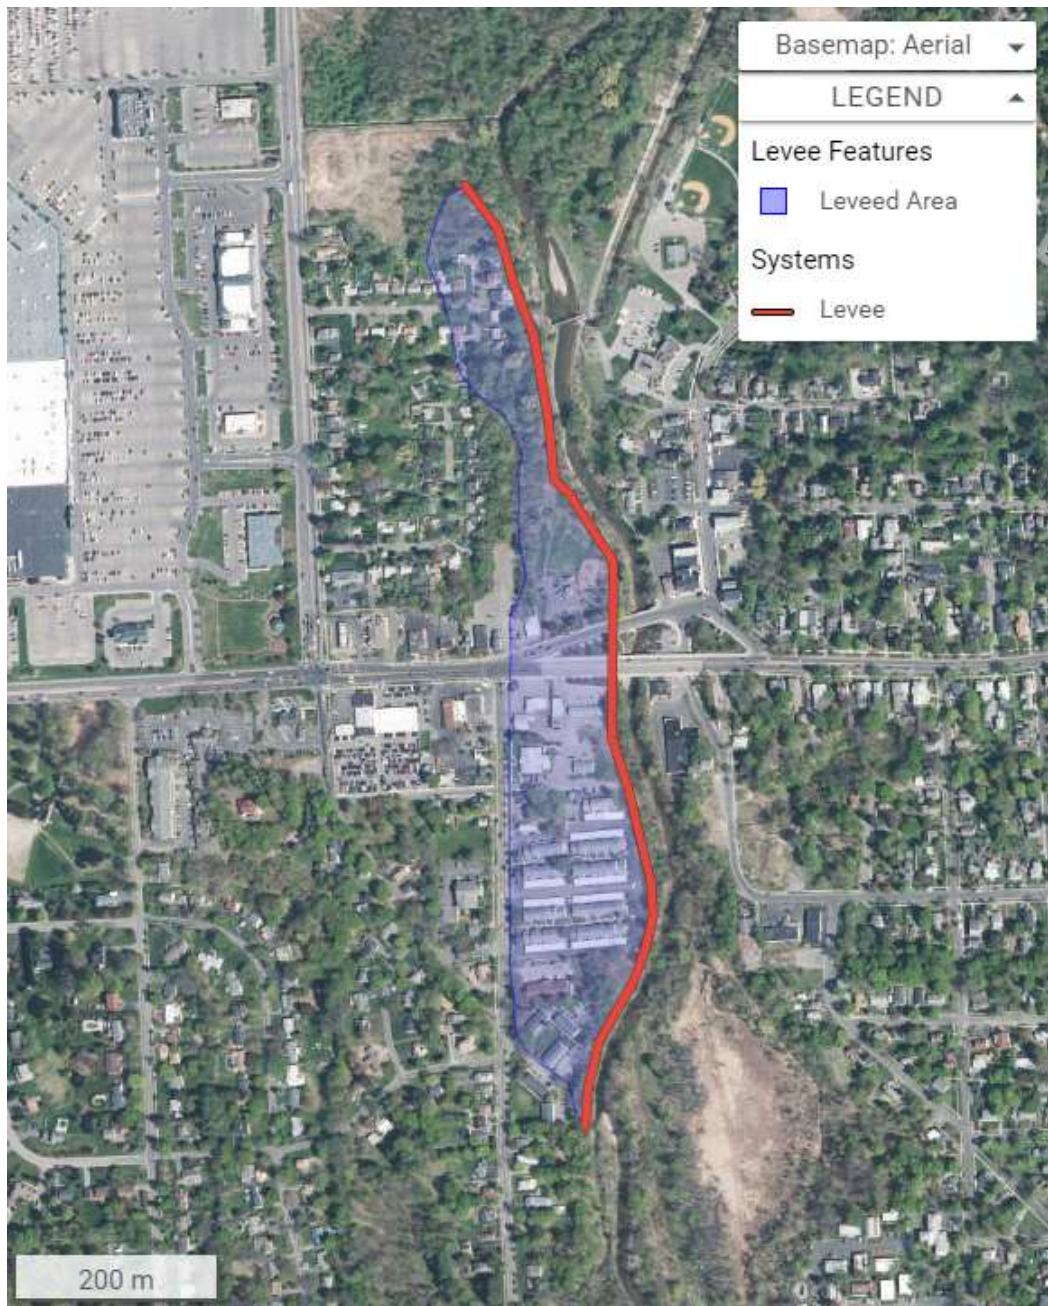 Basemap: Aerial
LEGEND
Levee Features
Leveed Area
Systems
Levee
200 m